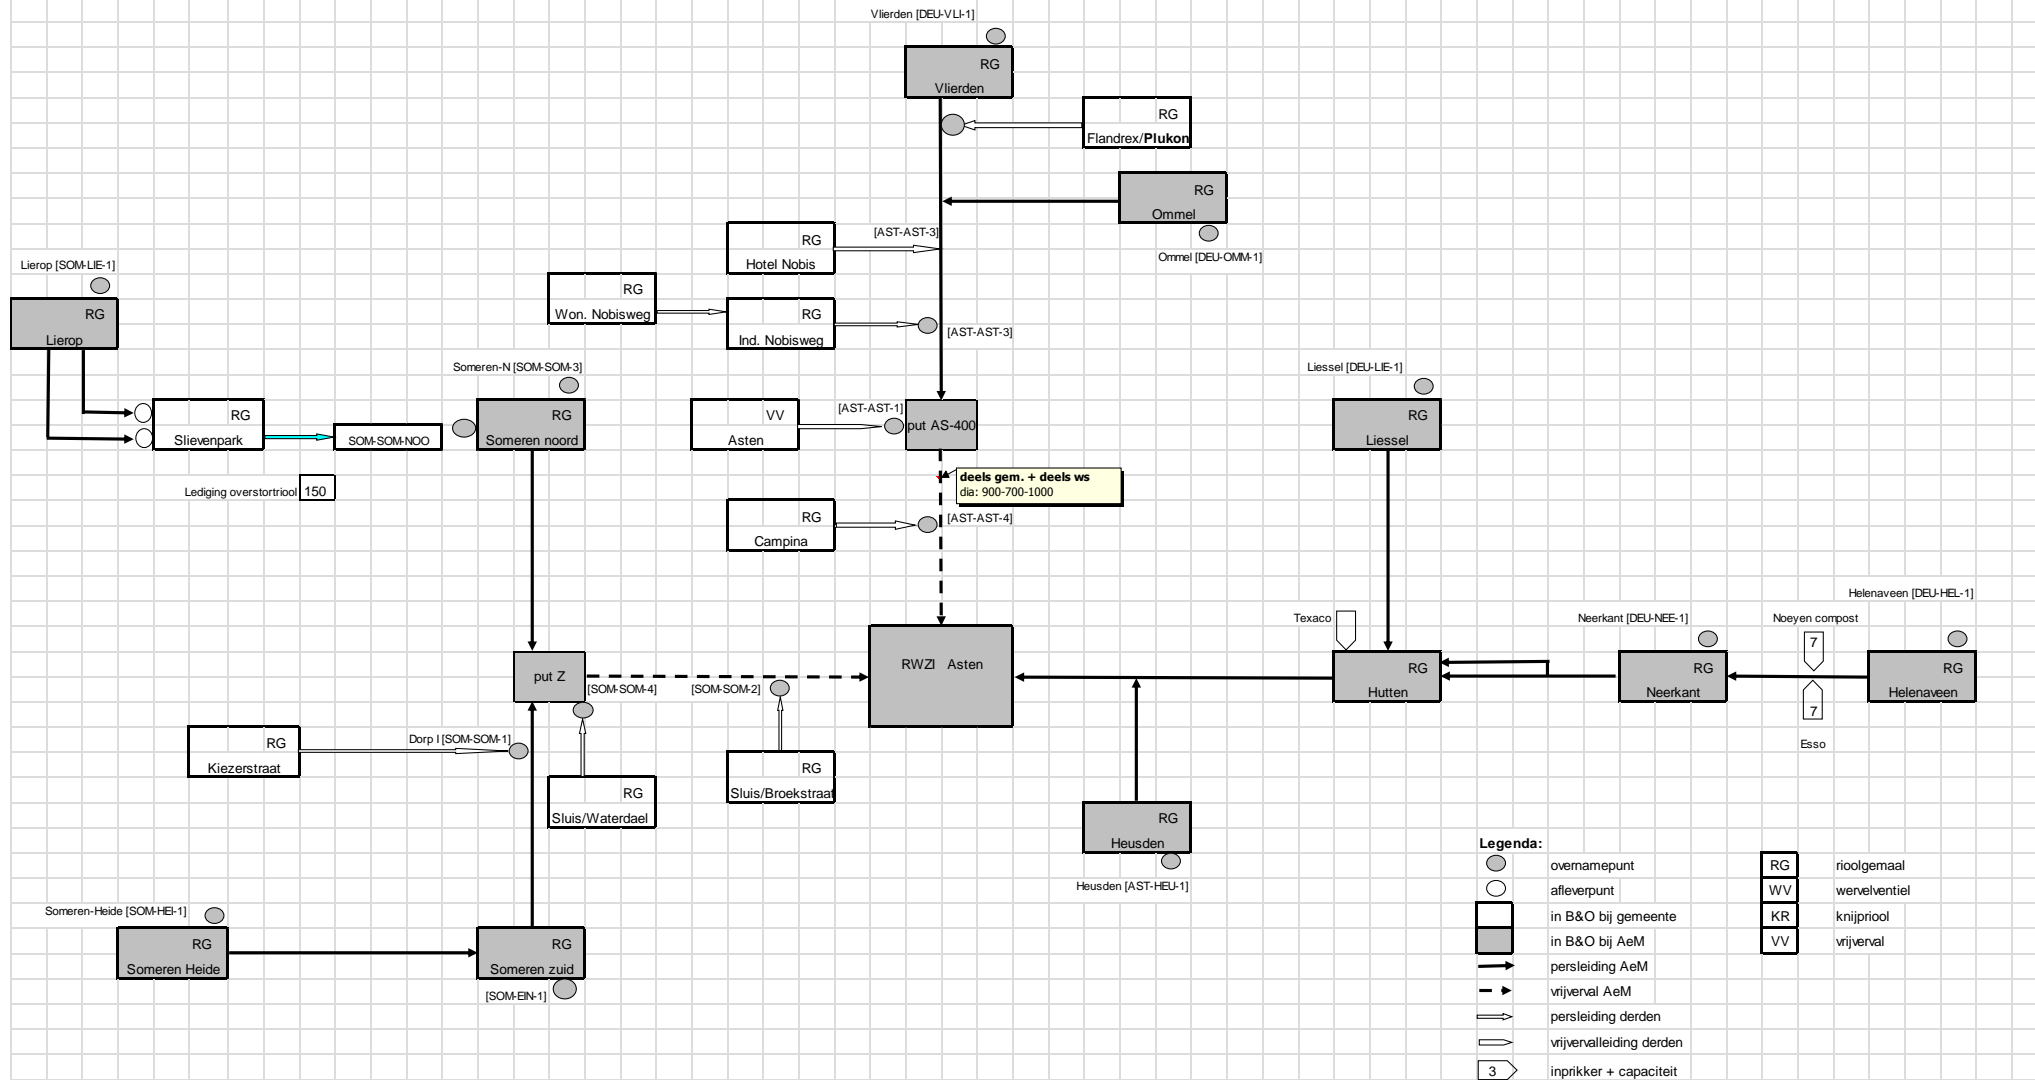 Vlierden [DEU-VLI-1]
RG
Vlierden
RG
Flandrex/Plukon
RG
Ommel
Ommel [DEU-OMM-1]
[AST-AST-3]
RG
Hotel Nobis
RG
Won. Nobisweg
RG
Ind. Nobisweg
[AST-AST-3]
Lierop [SOM-LIE-1]
RG
Lierop
Someren-N [SOM-SOM-3]
RG
Someren noord
RG
Slievenpark
SOM-SOM-NOO
Lediging overstortriool
150
VV
Asten
[AST-AST-1]
put AS-400
deels gem. + deels ws
dia: 900-700-1000
RG
Campina
[AST-AST-4]
Liessel [DEU-LIE-1]
RG
Liessel
Texaco
RG
Hutten
Neerkant [DEU-NEE-1]
RG
Neerkant
Noeyen compost
7
7
Esso
Helenaveen [DEU-HEL-1]
RG
Helenaveen
RWZI Asten
put Z
[SOM-SOM-4]
[SOM-SOM-2]
RG
Kiezerstraat
Dorp I [SOM-SOM-1]
RG
Sluis/Waterdael
RG
Sluis/Broekstraat
RG
Heusden
Heusden [AST-HEU-1]
Someren-Heide [SOM-HEI-1]
RG
Someren Heide
RG
Someren zuid
[SOM-EIN-1]
Legenda:
overnamepunt
afleverpunt
in B&O bij gemeente
in B&O bij AeM
persleiding AeM
vrijverval AeM
persleiding derden
vrijvervalleiding derden
3 inprikker + capaciteit
RG rioolgemaal
WV wervelventiel
KR knijpriool
VV vrijverval